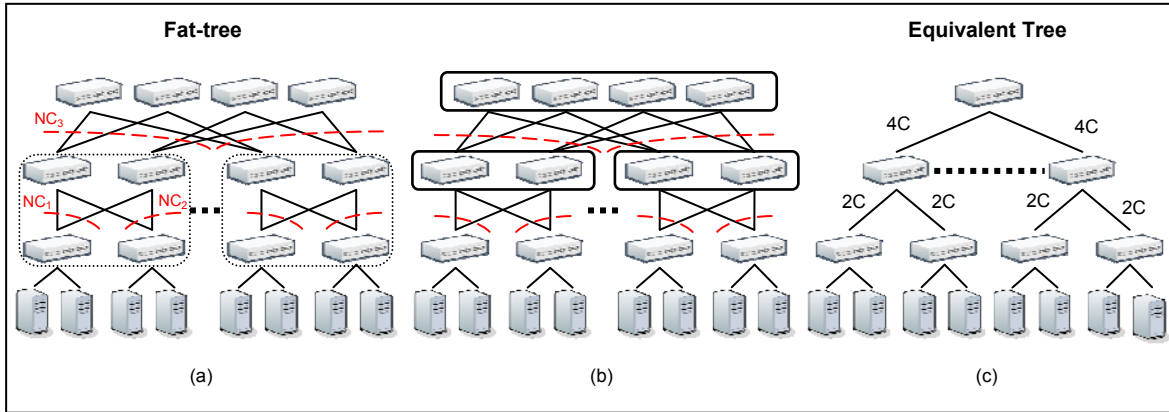 Fat-tree
Equivalent Tree
NC3
4C
4C
NC1
NC2
2C
2C
2C
2C
(a)
(b)
(c)